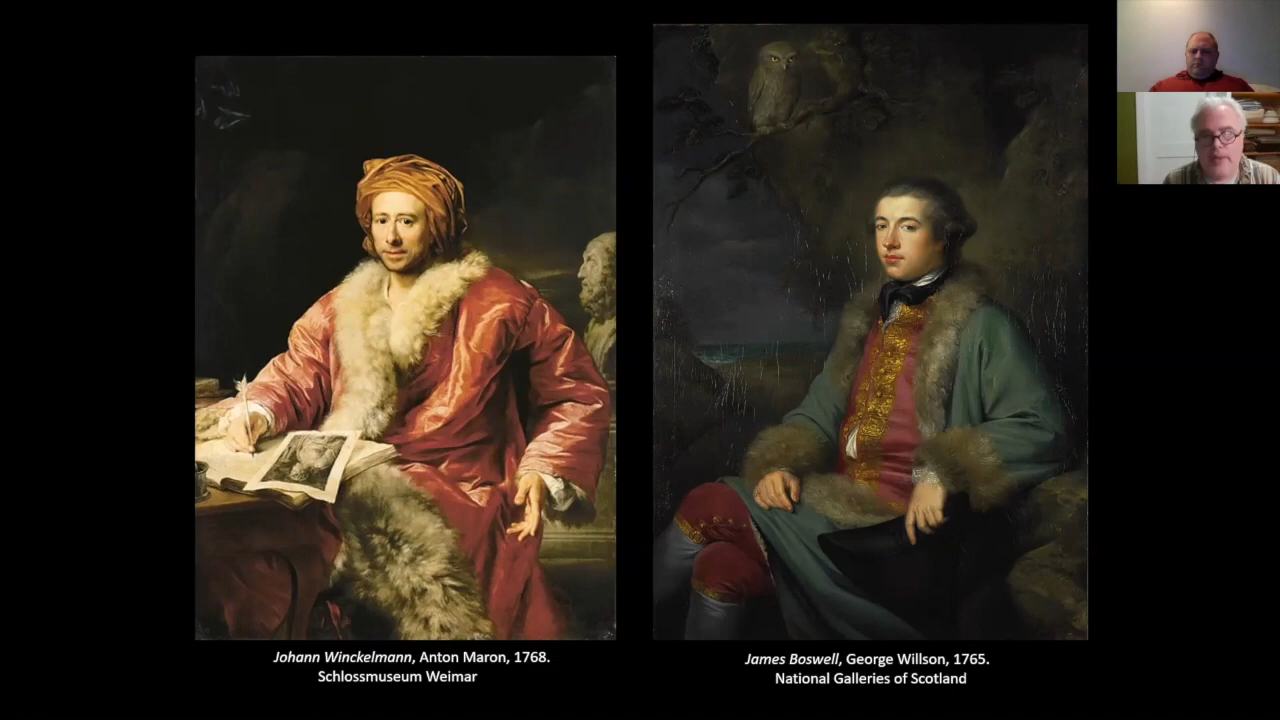 Johann Winckelmann, Anton Maron, 1768.
Schlossmuseum Weimar
James Boswell, George Willson, 1765.
National Galleries of Scotland